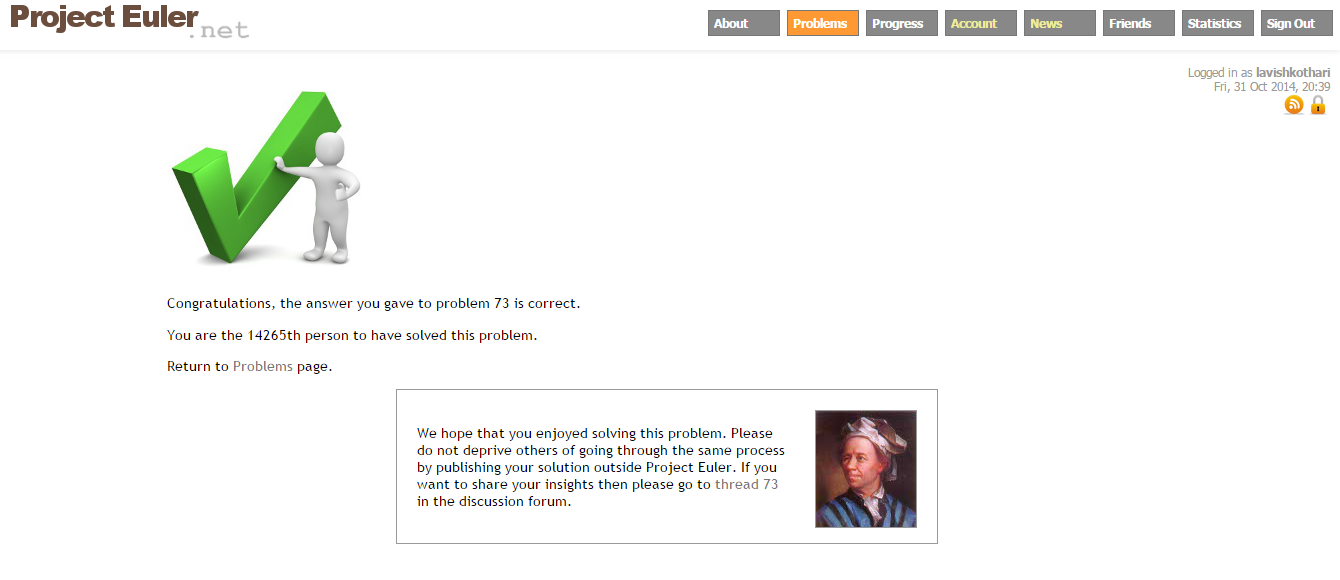 Project Euler
.net
About Problems Progress Account News Friends Statistics Sign Out
Logged in as lavishkothari
Fri, 31 Oct 2014, 20:39
Congratulations, the answer you gave to problem 73 is correct.
You are the 14265th person to have solved this problem.
Return to Problems page.
We hope that you enjoyed solving this problem. Please
do not deprive others of going through the same process
by publishing your solution outside Project Euler. If you
want to share your insights then please go to thread 73
in the discussion forum.